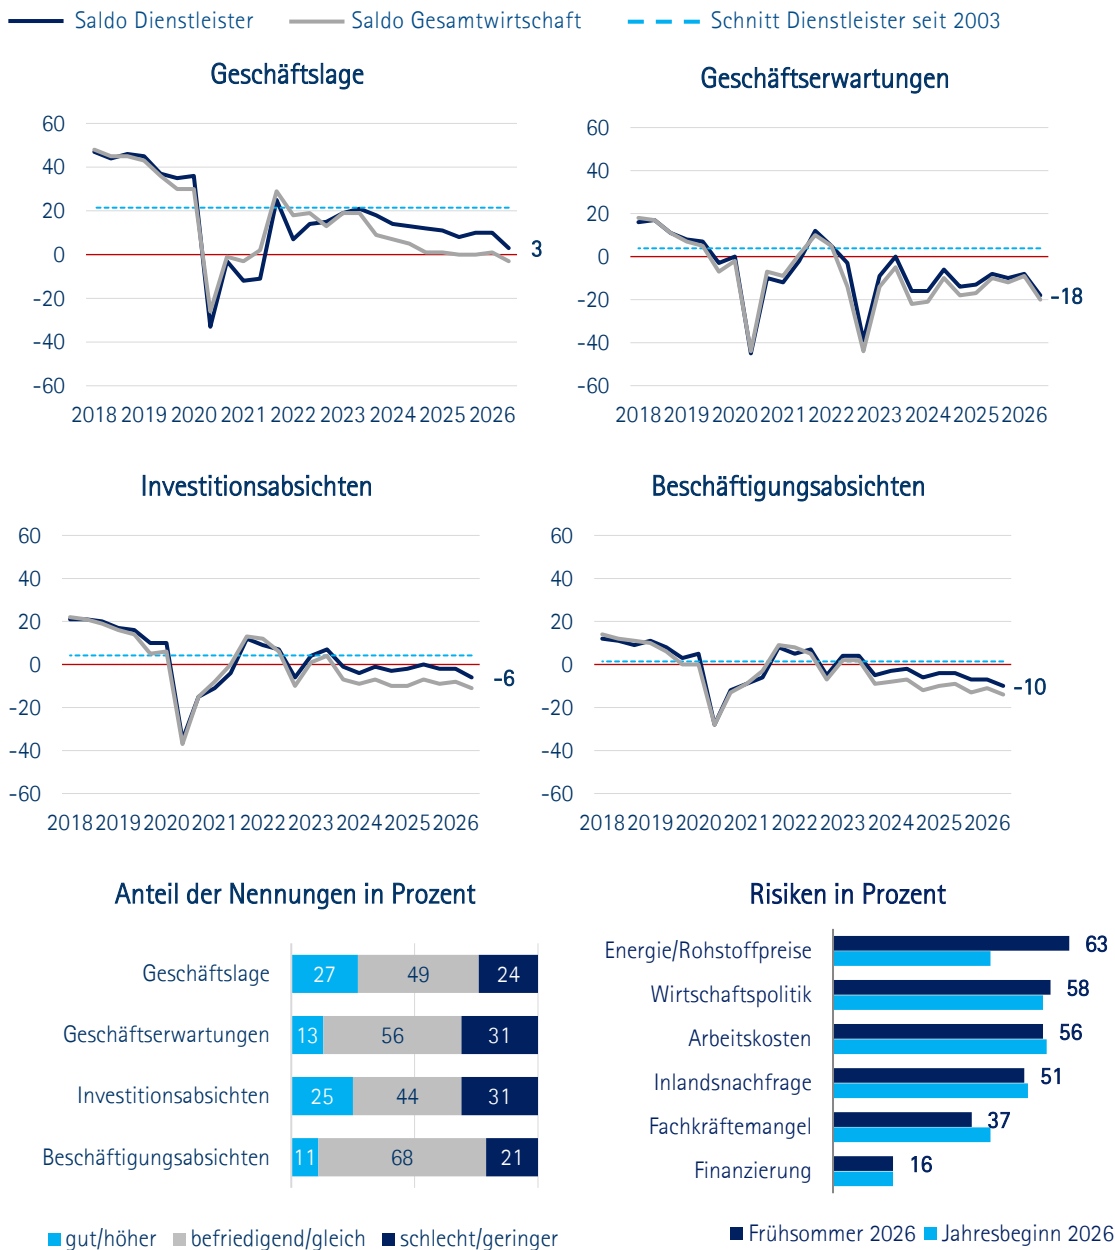 Saldo Dienstleister Saldo Gesamtwirtschaft Schnitt Dienstleister seit 2003
Geschäftslage
60
40
20
0
-20
-40
-60
3
2018 2019 2020 2021 2022 2023 2024 2025 2026
Geschäftserwartungen
60
40
20
0
-20
-40
-60
-18
2018 2019 2020 2021 2022 2023 2024 2025 2026
Investitionsabsichten
60
40
20
0
-20
-40
-60
-6
2018 2019 2020 2021 2022 2023 2024 2025 2026
Beschäftigungsabsichten
60
40
20
0
-20
-40
-60
-10
2018 2019 2020 2021 2022 2023 2024 2025 2026
Anteil der Nennungen in Prozent
Geschäftslage 27 49 24
Geschäftserwartungen 13 56 31
Investitionsabsichten 25 44 31
Beschäftigungsabsichten 11 68 21
gut/höher befriedigend/gleich schlecht/geringer
Risiken in Prozent
Energie/Rohstoffpreise 63
Wirtschaftspolitik 58
Arbeitskosten 56
Inlandsnachfrage 51
Fachkräftemangel 37
Finanzierung 16
Frühsommer 2026 Jahresbeginn 2026